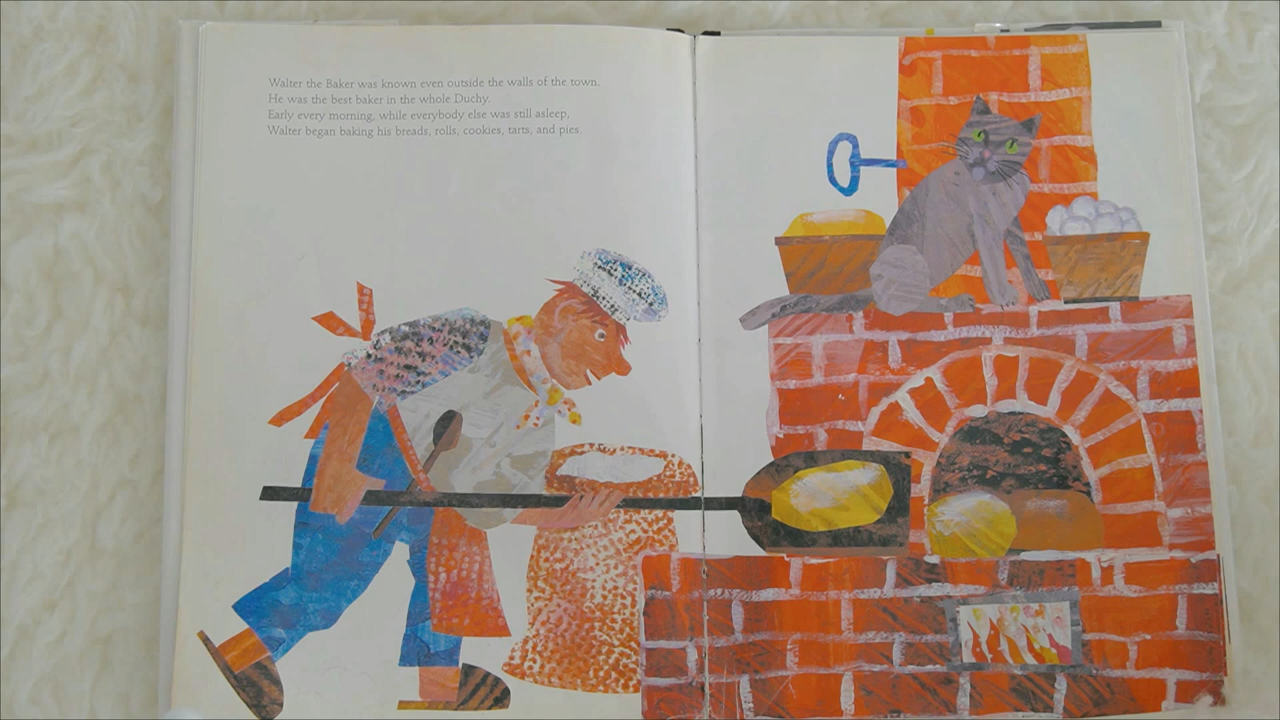 Walter the Baker was known even outside the walls of the town.
He was the best baker in the whole Duchy.
Early every morning, while everybody else was still asleep,
Walter began baking his breads, rolls, cookies, tarts, and pies.